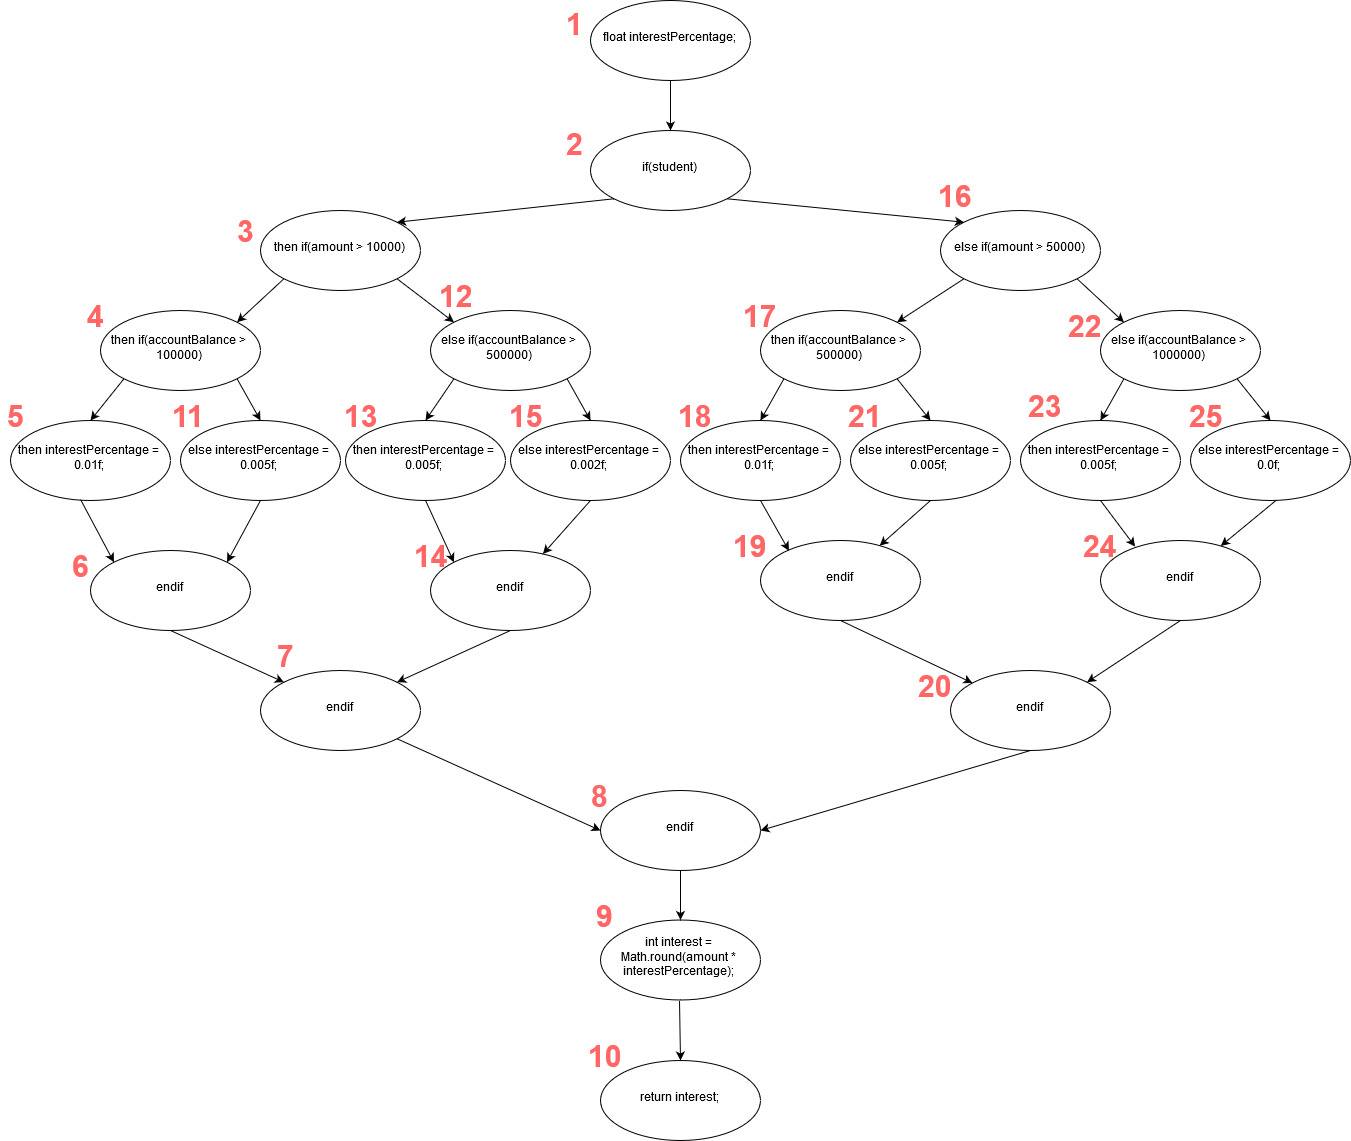 1
float interestPercentage;
2
if(student)
3
then if(amount > 10000)
16
else if(amount > 50000)
4
then if(accountBalance >
100000)
12
else if(accountBalance >
500000)
17
then if(accountBalance >
500000)
22
else if(accountBalance >
1000000)
5
then interestPercentage =
0.01f;
11
else interestPercentage =
0.005f;
13
then interestPercentage =
0.005f;
15
else interestPercentage =
0.002f;
18
then interestPercentage =
0.01f;
21
else interestPercentage =
0.005f;
23
then interestPercentage =
0.005f;
25
else interestPercentage =
0.0f;
6
endif
14
endif
19
endif
24
endif
7
endif
20
endif
8
endif
9
int interest =
Math.round(amount *
interestPercentage);
10
return interest;